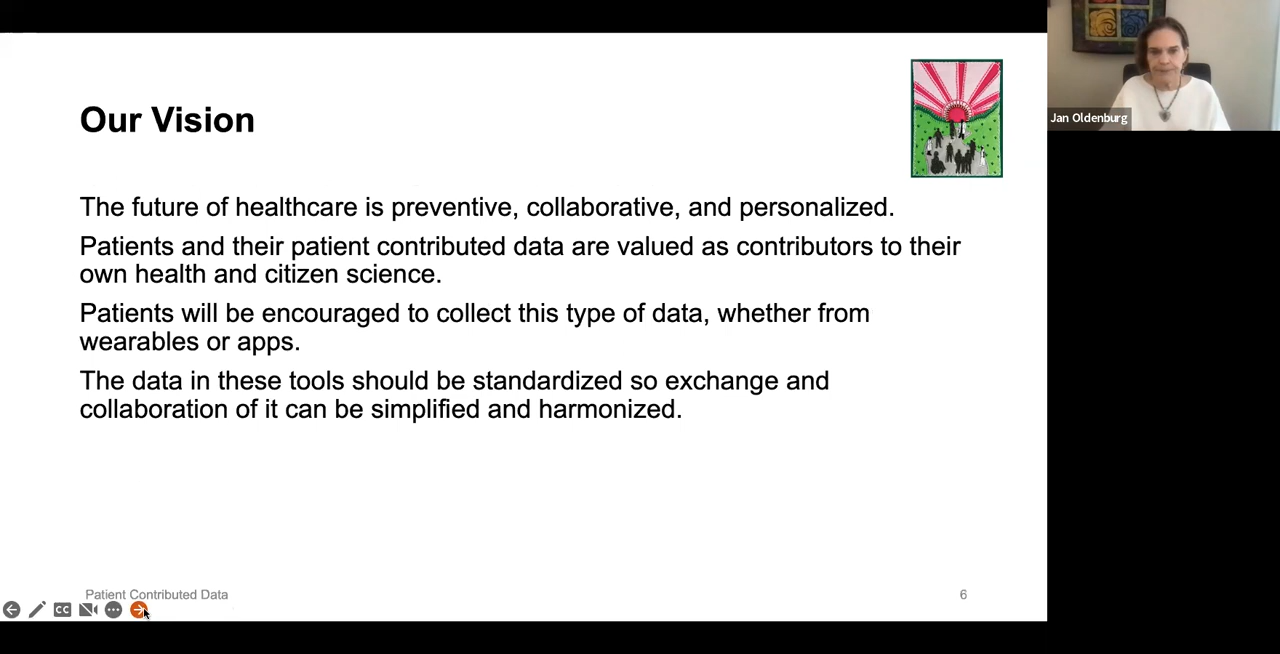 Our Vision
The future of healthcare is preventive, collaborative, and personalized.
Patients and their patient contributed data are valued as contributors to their
own health and citizen science.
Patients will be encouraged to collect this type of data, whether from
wearables or apps.
The data in these tools should be standardized so exchange and
collaboration of it can be simplified and harmonized.
Patient Contributed Data
6
CC
Jan Oldenburg